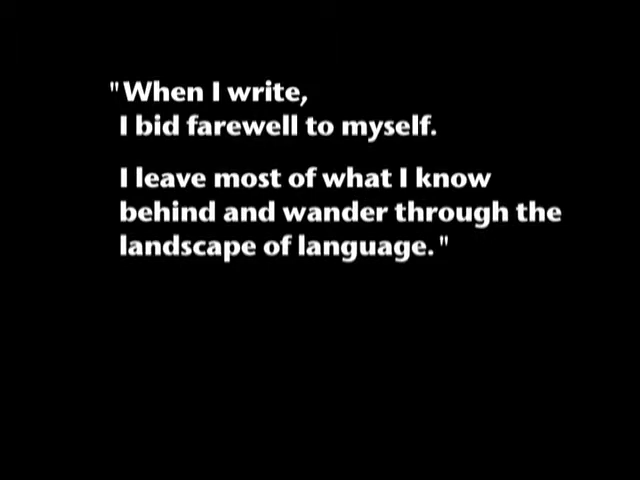 "When I write,
I bid farewell to myself.
I leave most of what I know
behind and wander through the
landscape of language."